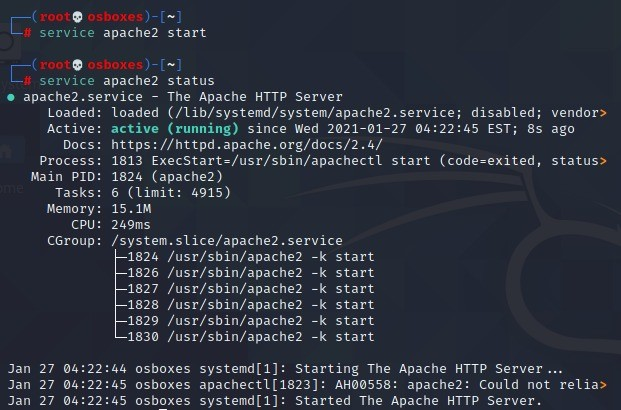 ┌──(root💀osboxes)-[~]
└─# service apache2 start
┌──(root💀osboxes)-[~]
└─# service apache2 status
● apache2.service - The Apache HTTP Server
Loaded: loaded (/lib/systemd/system/apache2.service; disabled; vendor>
Active: active (running) since Wed 2021-01-27 04:22:45 EST; 8s ago
Docs: https://httpd.apache.org/docs/2.4/
Process: 1813 ExecStart=/usr/sbin/apachectl start (code=exited, status>
Main PID: 1824 (apache2)
Tasks: 6 (limit: 4915)
Memory: 15.1M
CPU: 249ms
CGroup: /system.slice/apache2.service
├─1824 /usr/sbin/apache2 -k start
├─1826 /usr/sbin/apache2 -k start
├─1827 /usr/sbin/apache2 -k start
├─1828 /usr/sbin/apache2 -k start
├─1829 /usr/sbin/apache2 -k start
└─1830 /usr/sbin/apache2 -k start
Jan 27 04:22:44 osboxes systemd[1]: Starting The Apache HTTP Server...
Jan 27 04:22:45 osboxes apachectl[1823]: AH00558: apache2: Could not relia>
Jan 27 04:22:45 osboxes systemd[1]: Started The Apache HTTP Server.